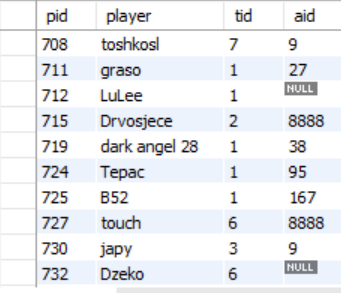 pid player tid aid
708 toshkosl 7 9
711 graso 1 27
712 LuLee 1 NULL
715 Drvosjece 2 8888
719 dark angel 28 1 38
724 Tepac 1 95
725 B52 1 167
727 touch 6 8888
730 japy 3 9
732 Dzeko 6 NULL